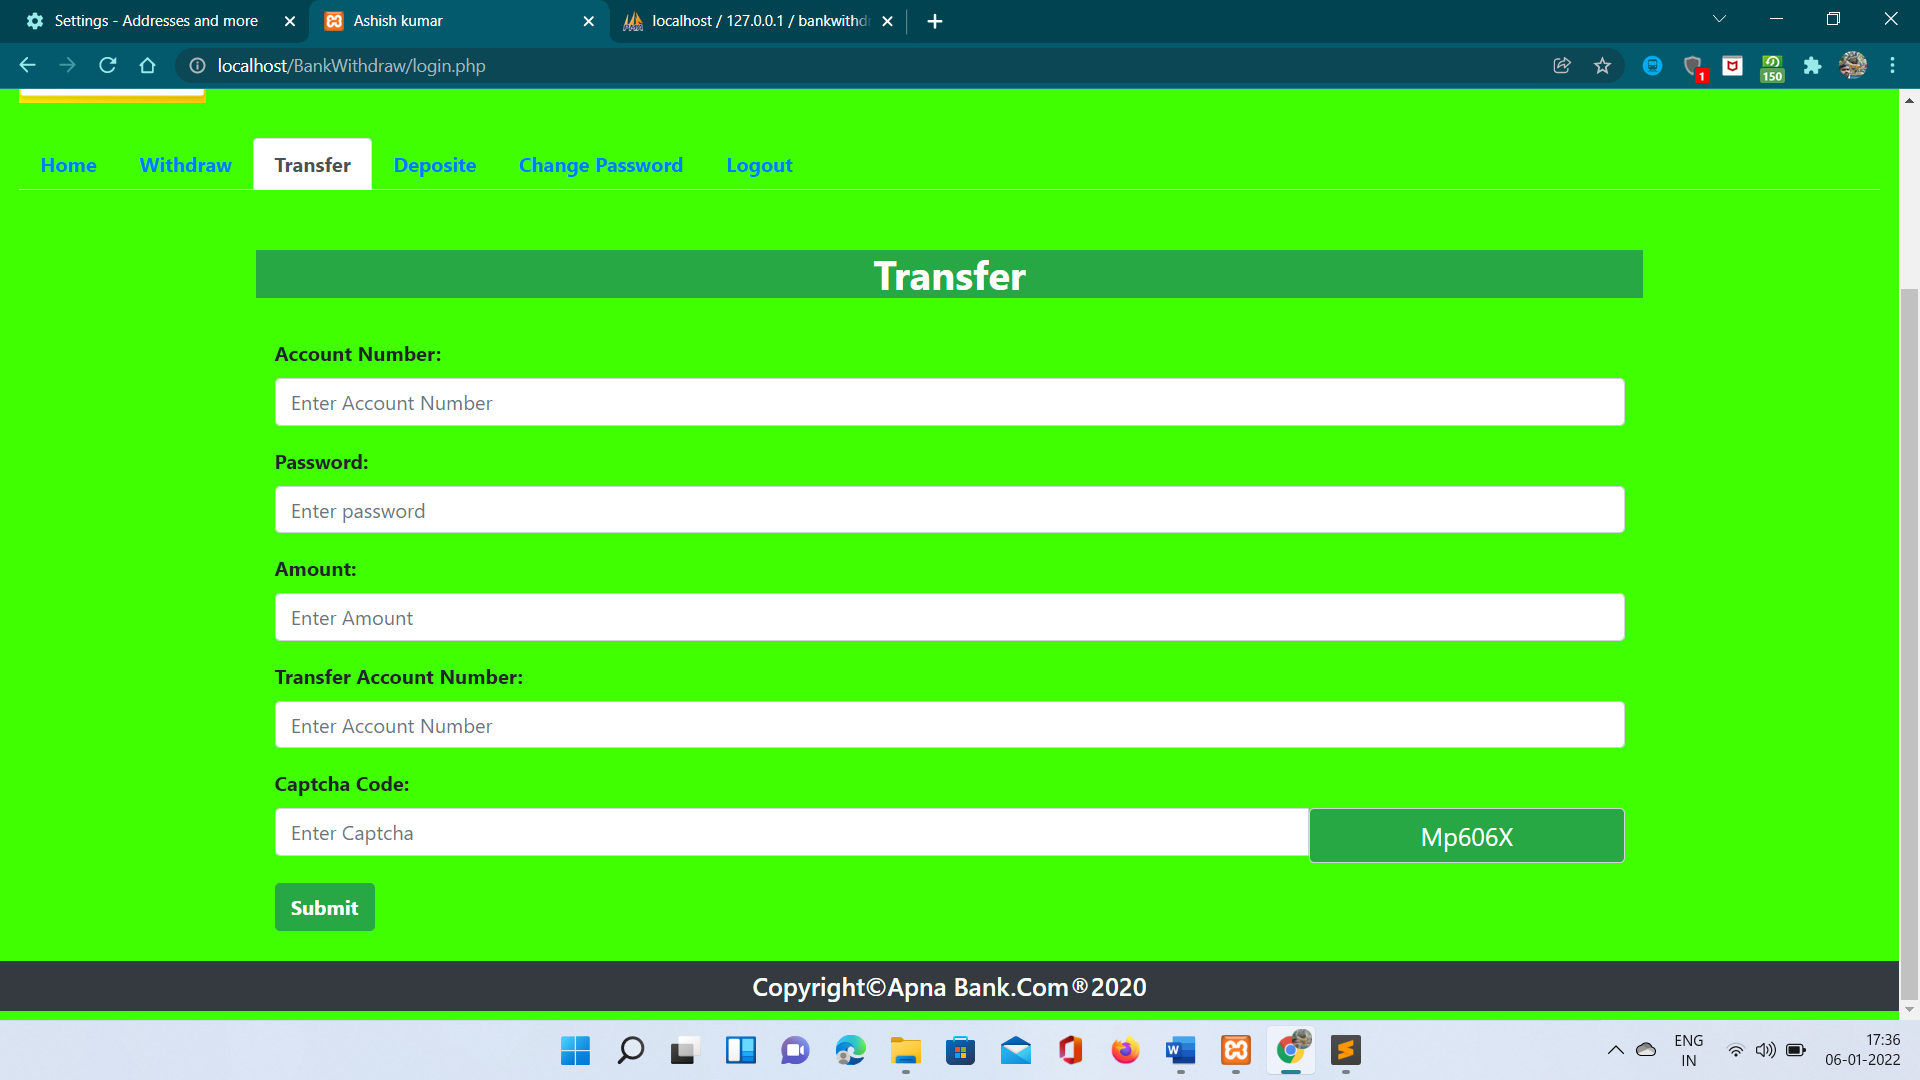 Settings - Addresses and more
Ashish kumar
localhost / 127.0.0.1 / bankwithd
localhost/BankWithdraw/login.php
1
150
Home Withdraw Transfer Deposite Change Password Logout
Transfer
Account Number:
Enter Account Number
Password:
Enter password
Amount:
Enter Amount
Transfer Account Number:
Enter Account Number
Captcha Code:
Enter Captcha
Mp606X
Submit
Copyright©Apna Bank.Com®2020
ENG
IN
17:36
06-01-2022